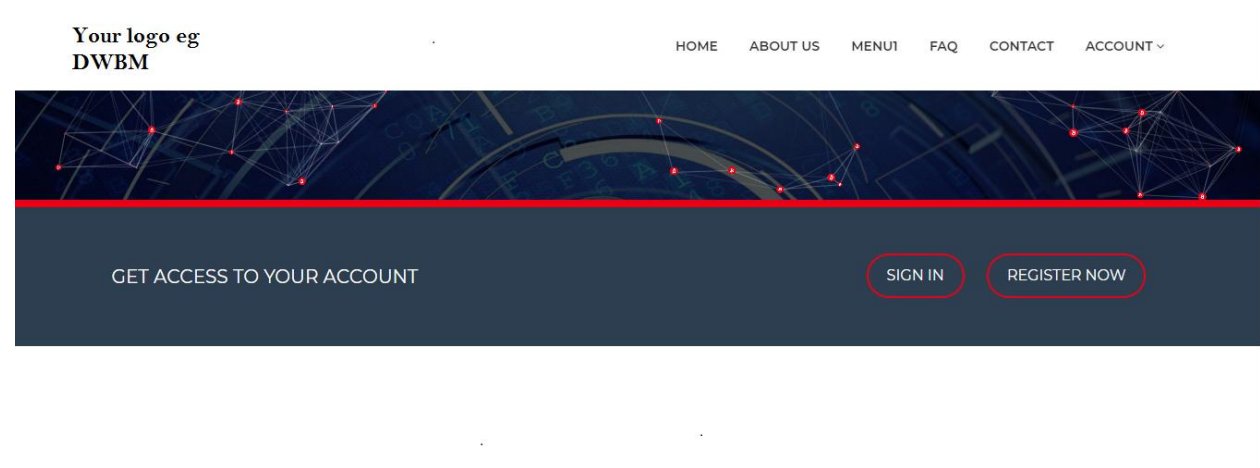 Your logo eg
DWBM
HOME ABOUT US MENU1 FAQ CONTACT ACCOUNT
GET ACCESS TO YOUR ACCOUNT
SIGN IN REGISTER NOW